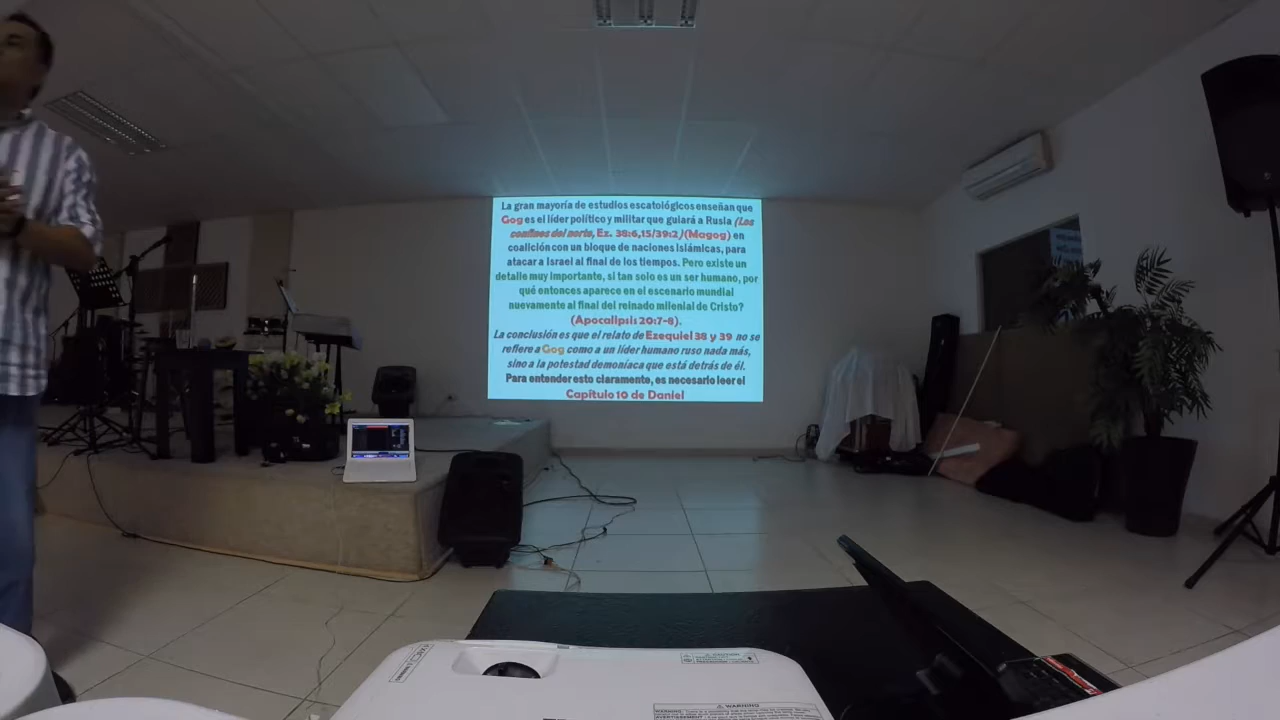 La gran mayoría de estudios escatológicos enseñan que
Gog es el líder político y militar que guiará a Rusia (Los
confines del norte, Ez. 38:6,15/39:2)(Magog) en
coalición con un bloque de naciones islámicas, para
atacar a Israel al final de los tiempos. Pero existe un
detalle muy importante, si tan solo es un ser humano, por
qué entonces aparece en el escenario mundial
nuevamente al final del reinado milenial de Cristo?
(Apocalipsis 20:7-8).
La conclusión es que el relato de Ezequiel 38 y 39 no se
refiere a Gog como a un líder humano ruso nada más,
sino a la potestad demoníaca que está detrás de él.
Para entender esto claramente, es necesario leer el
Capítulo 10 de Daniel
WARNING